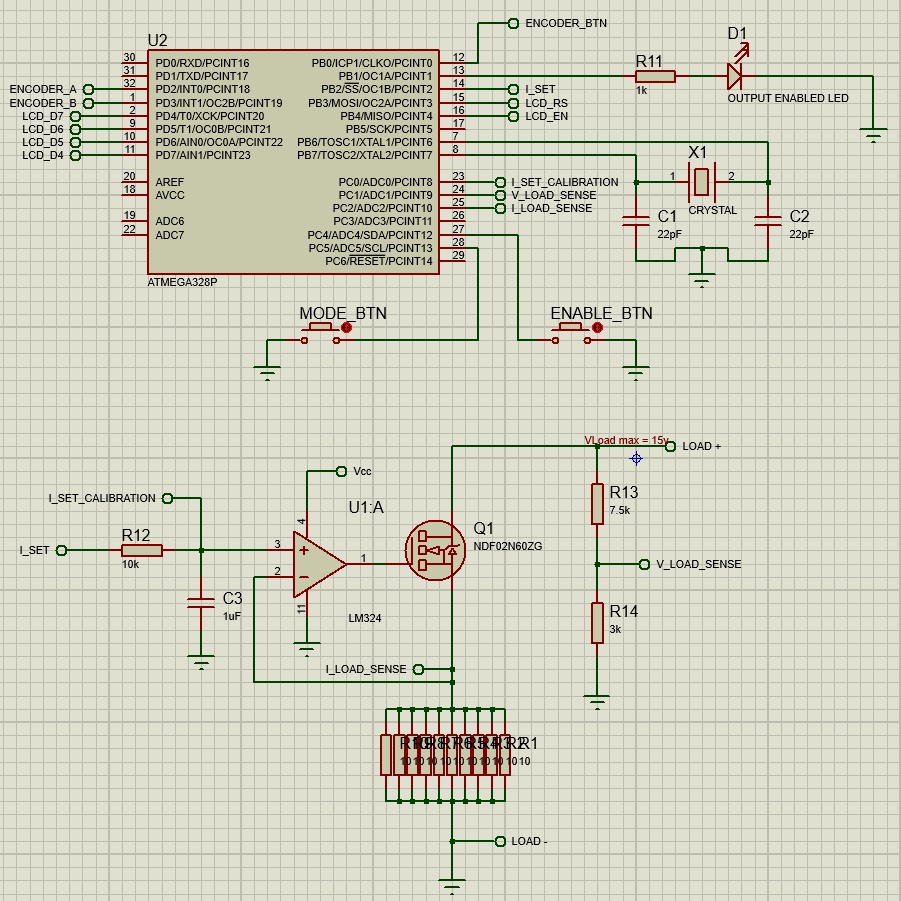 ENCODER_BTN
U2
D1
30 PD0/RXD/PCINT16 PB0/ICP1/CLKO/PCINT0 12
31 PD1/TXD/PCINT17 PB1/OC1A/PCINT1 13
R11
1k
OUTPUT ENABLED LED
ENCODER_A 32 PD2/INT0/PCINT18 PB2/SS/OC1B/PCINT2 14 I_SET
ENCODER_B 1 PD3/INT1/OC2B/PCINT19 PB3/MOSI/OC2A/PCINT3 15 LCD_RS
LCD_D7 2 PD4/T0/XCK/PCINT20 PB4/MISO/PCINT4 16 LCD_EN
LCD_D6 9 PD5/T1/OC0B/PCINT21 PB5/SCK/PCINT5 17
LCD_D5 10 PD6/AIN0/OC0A/PCINT22 PB6/TOSC1/XTAL1/PCINT6 7
LCD_D4 11 PD7/AIN1/PCINT23 PB7/TOSC2/XTAL2/PCINT7 8
X1
1 2
CRYSTAL
20 AREF PC0/ADC0/PCINT8 23 I_SET_CALIBRATION
18 AVCC PC1/ADC1/PCINT9 24 V_LOAD_SENSE
PC2/ADC2/PCINT10 25 I_LOAD_SENSE
19 ADC6 PC3/ADC3/PCINT11 26
22 ADC7 PC4/ADC4/SDA/PCINT12 27
PC5/ADC5/SCL/PCINT13 28
PC6/RESET/PCINT14 29
C1
22pF
C2
22pF
ATMEGA328P
MODE_BTN
ENABLE_BTN
VLoad max = 15v
LOAD +
Vcc
I_SET_CALIBRATION
U1:A
R13
7.5k
4
Q1
NDF02N60ZG
R12
10k
I_SET
3
2
1
11
V_LOAD_SENSE
C3
1uF
LM324
R14
3k
I_LOAD_SENSE
R1
10 10 10 10 10 10 10 10 10 10
LOAD -